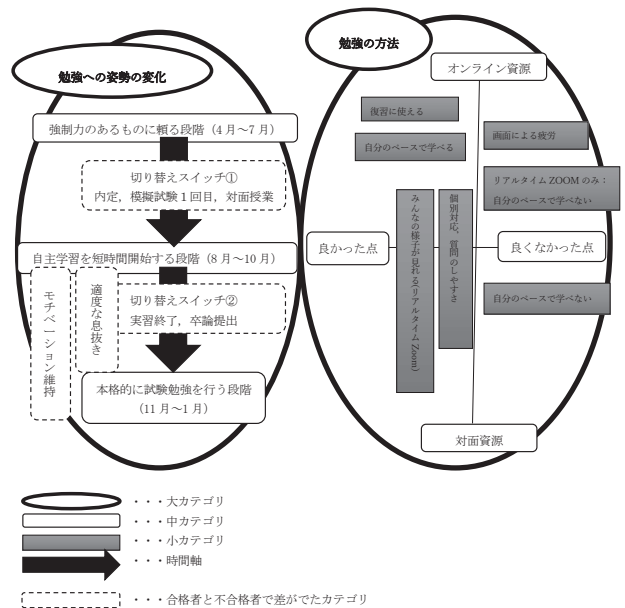 勉強への姿勢の変化
強制力のあるものに頼る段階（4 月～7 月）
切り替えスイッチ①
内定，模擬試験 1 回目，対面授業
自主学習を短時間開始する段階（8 月～10 月）
切り替えスイッチ②
実習終了，卒論提出
適度な息抜き
モチベーション維持
本格的に試験勉強を行う段階
（11 月～1 月）
勉強の方法
オンライン資源
復習に使える
自分のペースで学べる
画面による疲労
リアルタイム ZOOM のみ：
自分のペースで学べない
みんなの様子が見れる(リアルタイム Zoom)
個別対応，質問のしやすさ
良かった点
良くなかった点
自分のペースで学べない
対面資源
・・・大カテゴリ
・・・中カテゴリ
・・・小カテゴリ
・・・時間軸
・・・合格者と不合格者で差がでたカテゴリ